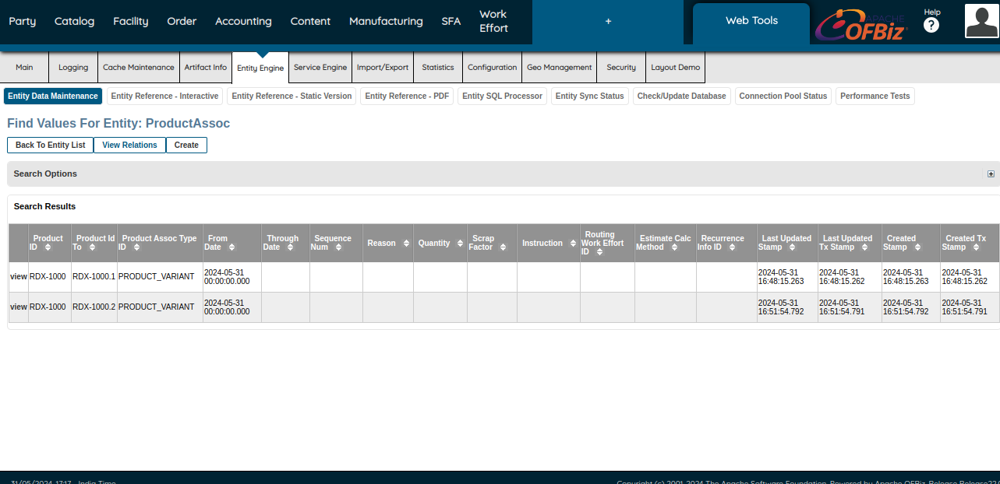 Party Catalog Facility Order Accounting Content Manufacturing SFA Work Effort + Web Tools APACHE OFBiz Help ?
Main Logging Cache Maintenance Artifact Info Entity Engine Service Engine Import/Export Statistics Configuration Geo Management Security Layout Demo
Entity Data Maintenance Entity Reference - Interactive Entity Reference - Static Version Entity Reference - PDF Entity SQL Processor Entity Sync Status Check/Update Database Connection Pool Status Performance Tests
Find Values For Entity: ProductAssoc
Back To Entity List View Relations Create
Search Options
Search Results
Product ID Product Id To Product Assoc Type ID From Date Through Date Sequence Num Reason Quantity Scrap Factor Instruction Routing Work Effort ID Estimate Calc Method Recurrence Info ID Last Updated Stamp Last Updated Tx Stamp Created Stamp Created Tx Stamp
view RDX-1000 RDX-1000.1 PRODUCT_VARIANT 2024-05-31 00:00:00.000 2024-05-31 16:48:15.263 2024-05-31 16:48:15.262 2024-05-31 16:48:15.263 2024-05-31 16:48:15.262
view RDX-1000 RDX-1000.2 PRODUCT_VARIANT 2024-05-31 00:00:00.000 2024-05-31 16:51:54.792 2024-05-31 16:51:54.791 2024-05-31 16:51:54.792 2024-05-31 16:51:54.791
31/05/2024, 17:17 - India Time Copyright (c) 2001-2024 The Apache Software Foundation. Powered by Apache OFBiz. Release